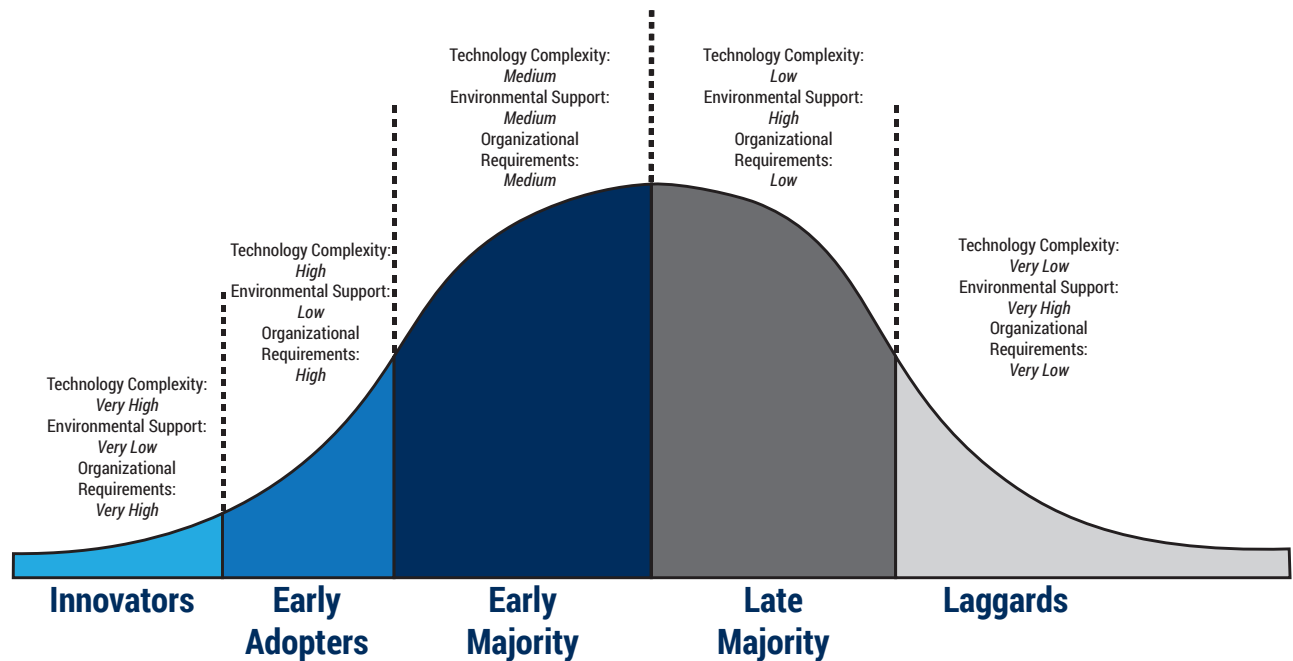 Technology Complexity:
Medium
Environmental Support:
Medium
Organizational
Requirements:
Medium
Technology Complexity:
Low
Environmental Support:
High
Organizational
Requirements:
Low
Technology Complexity:
High
Environmental Support:
Low
Organizational
Requirements:
High
Technology Complexity:
Very Low
Environmental Support:
Very High
Organizational
Requirements:
Very Low
Technology Complexity:
Very High
Environmental Support:
Very Low
Organizational
Requirements:
Very High
Innovators
Early
Adopters
Early
Majority
Late
Majority
Laggards